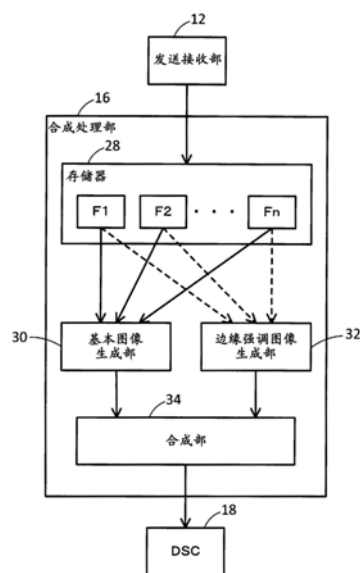 12
发送接收部
16
合成处理部
28
存储器
F1 F2 · · · Fn
30
基本图像
生成部
边缘强调图像
生成部
32
34
合成部
18
DSC